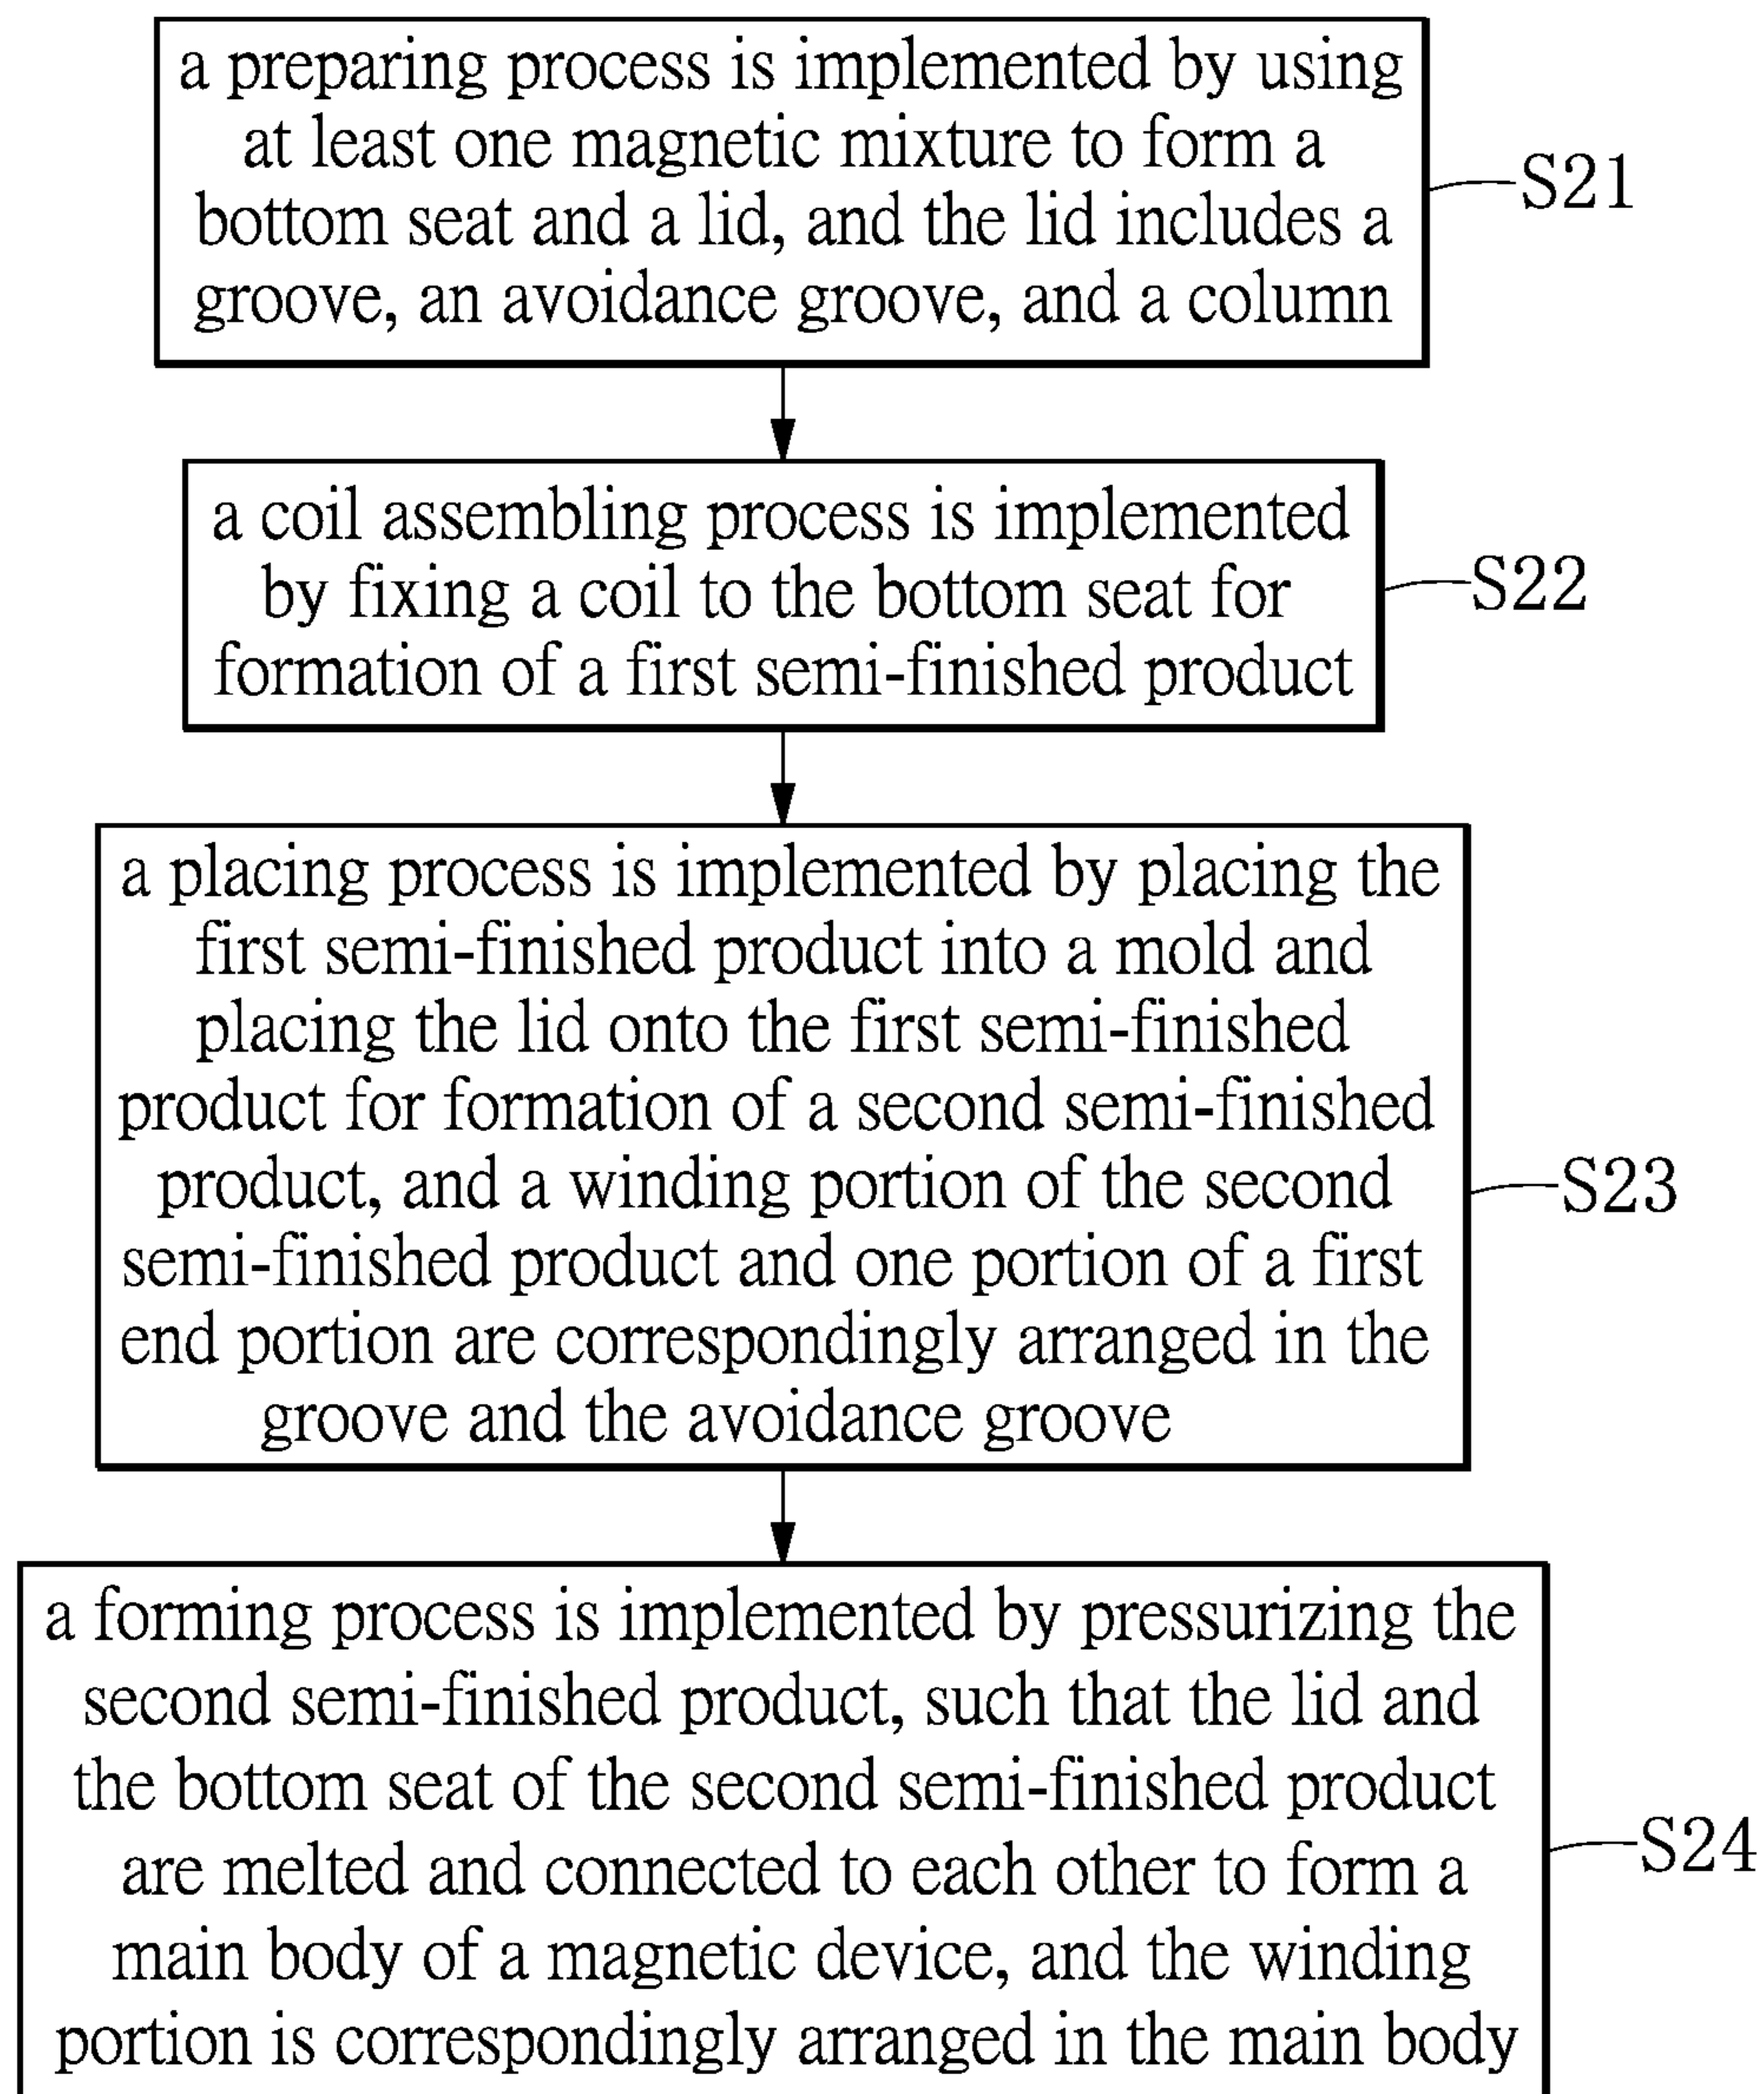 a preparing process is implemented by using
at least one magnetic mixture to form a
bottom seat and a lid, and the lid includes a
groove, an avoidance groove, and a column
S21
a coil assembling process is implemented
by fixing a coil to the bottom seat for
formation of a first semi-finished product
S22
a placing process is implemented by placing the
first semi-finished product into a mold and
placing the lid onto the first semi-finished
product for formation of a second semi-finished
product, and a winding portion of the second
semi-finished product and one portion of a first
end portion are correspondingly arranged in the
groove and the avoidance groove
S23
a forming process is implemented by pressurizing the
second semi-finished product, such that the lid and
the bottom seat of the second semi-finished product
are melted and connected to each other to form a
main body of a magnetic device, and the winding
portion is correspondingly arranged in the main body
S24